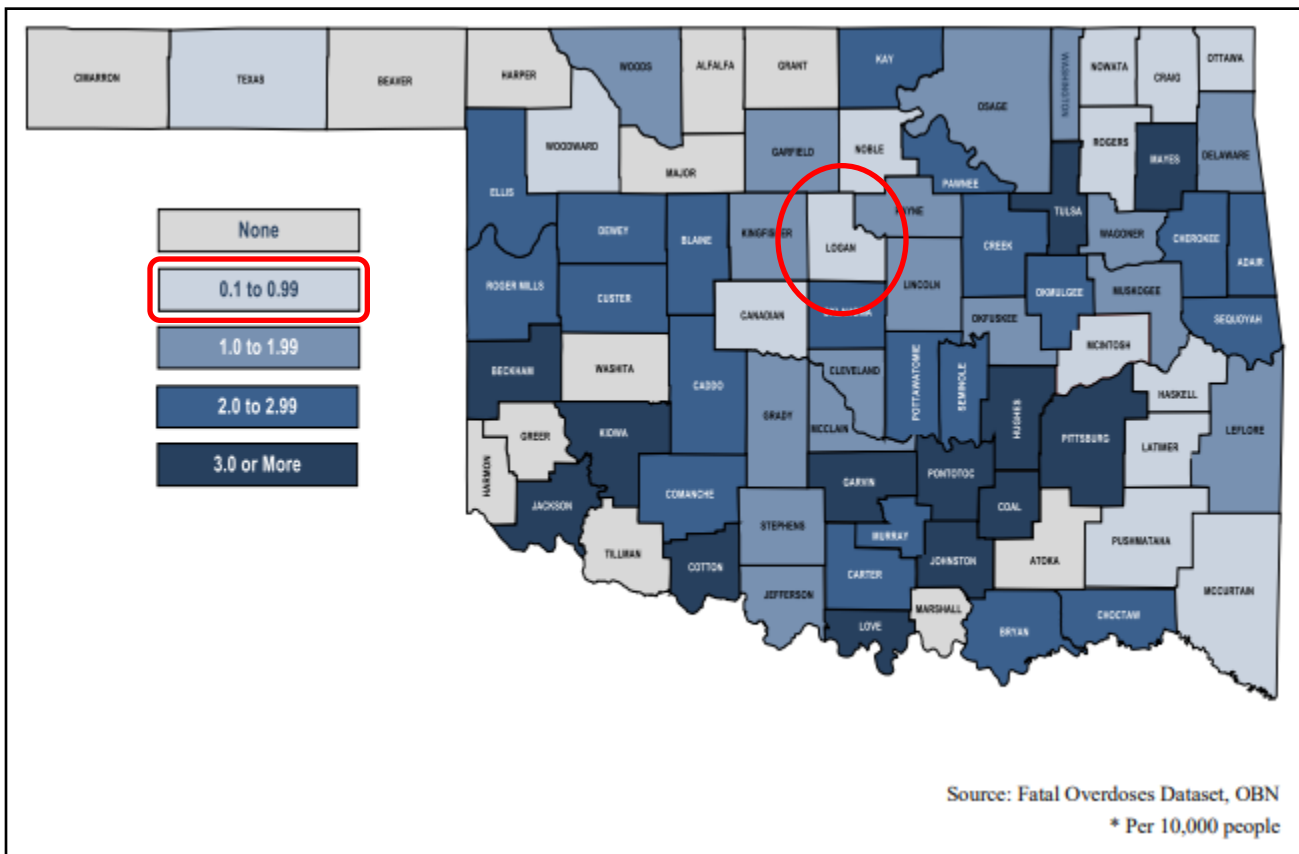 CIMARRON
TEXAS
BEAVER
HARPER
WOODS
ALFALFA
GRANT
KAY
OSAGE
WASHINGTON
NOWATA
CRAIG
OTTAWA
WOODWARD
MAJOR
GARFIELD
NOBLE
PAWNEE
ROGERS
MAYES
DELAWARE
ELLIS
DEWEY
BLAINE
KINGFISHER
LOGAN
PAYNE
CREEK
TULSA
WAGONER
CHEROKEE
ADAIR
ROGER MILLS
CUSTER
CANADIAN
LINCOLN
OKMULGEE
MUSKOGEE
OKFUSKEE
SEQUOYAH
MCINTOSH
BECKHAM
WASHITA
CADDO
GRADY
CLEVELAND
MCCLAIN
POTTAWATOMIE
SEMINOLE
HUGHES
PITTSBURG
HASKELL
LATIMER
LEFLORE
HARMON
GREER
KIOWA
JACKSON
TILLMAN
COMANCHE
COTTON
STEPHENS
JEFFERSON
GARVIN
MURRAY
CARTER
LOVE
PONTOTOC
COAL
JOHNSTON
MARSHALL
ATOKA
BRYAN
PUSHMATAHA
CHOCTAW
MCCURTAIN
None
0.1 to 0.99
1.0 to 1.99
2.0 to 2.99
3.0 or More
Source: Fatal Overdoses Dataset, OBN
* Per 10,000 people